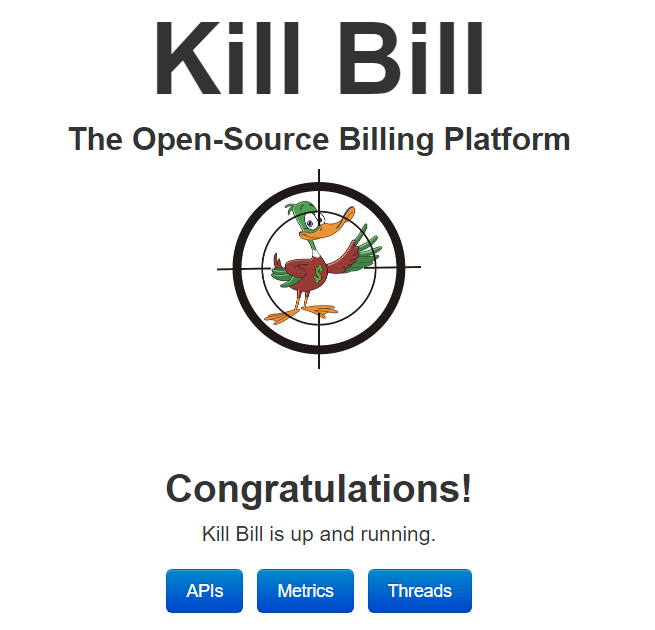 Kill Bill
The Open-Source Billing Platform
$
Congratulations!
Kill Bill is up and running.
APIs Metrics Threads